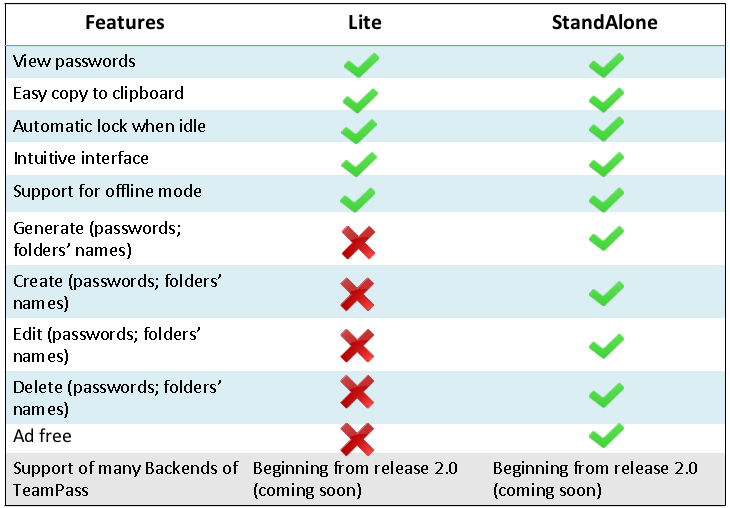 Features Lite StandAlone
View passwords
Easy copy to clipboard
Automatic lock when idle
Intuitive interface
Support for offline mode
Generate (passwords;
folders’ names)
Create (passwords; folders’
names)
Edit (passwords; folders’
names)
Delete (passwords; folders’
names)
Ad free
Support of many Backends of Beginning from release 2.0 Beginning from release 2.0
TeamPass (coming soon) (coming soon)